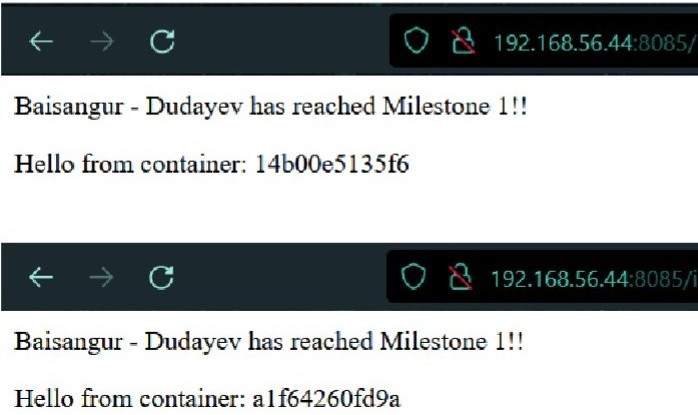 192.168.56.44:8085/
Baisangur - Dudayev has reached Milestone 1!!
Hello from container: 14b00e5135f6
192.168.56.44:8085/i
Baisangur - Dudayev has reached Milestone 1!!
Hello from container: a1f64260fd9a